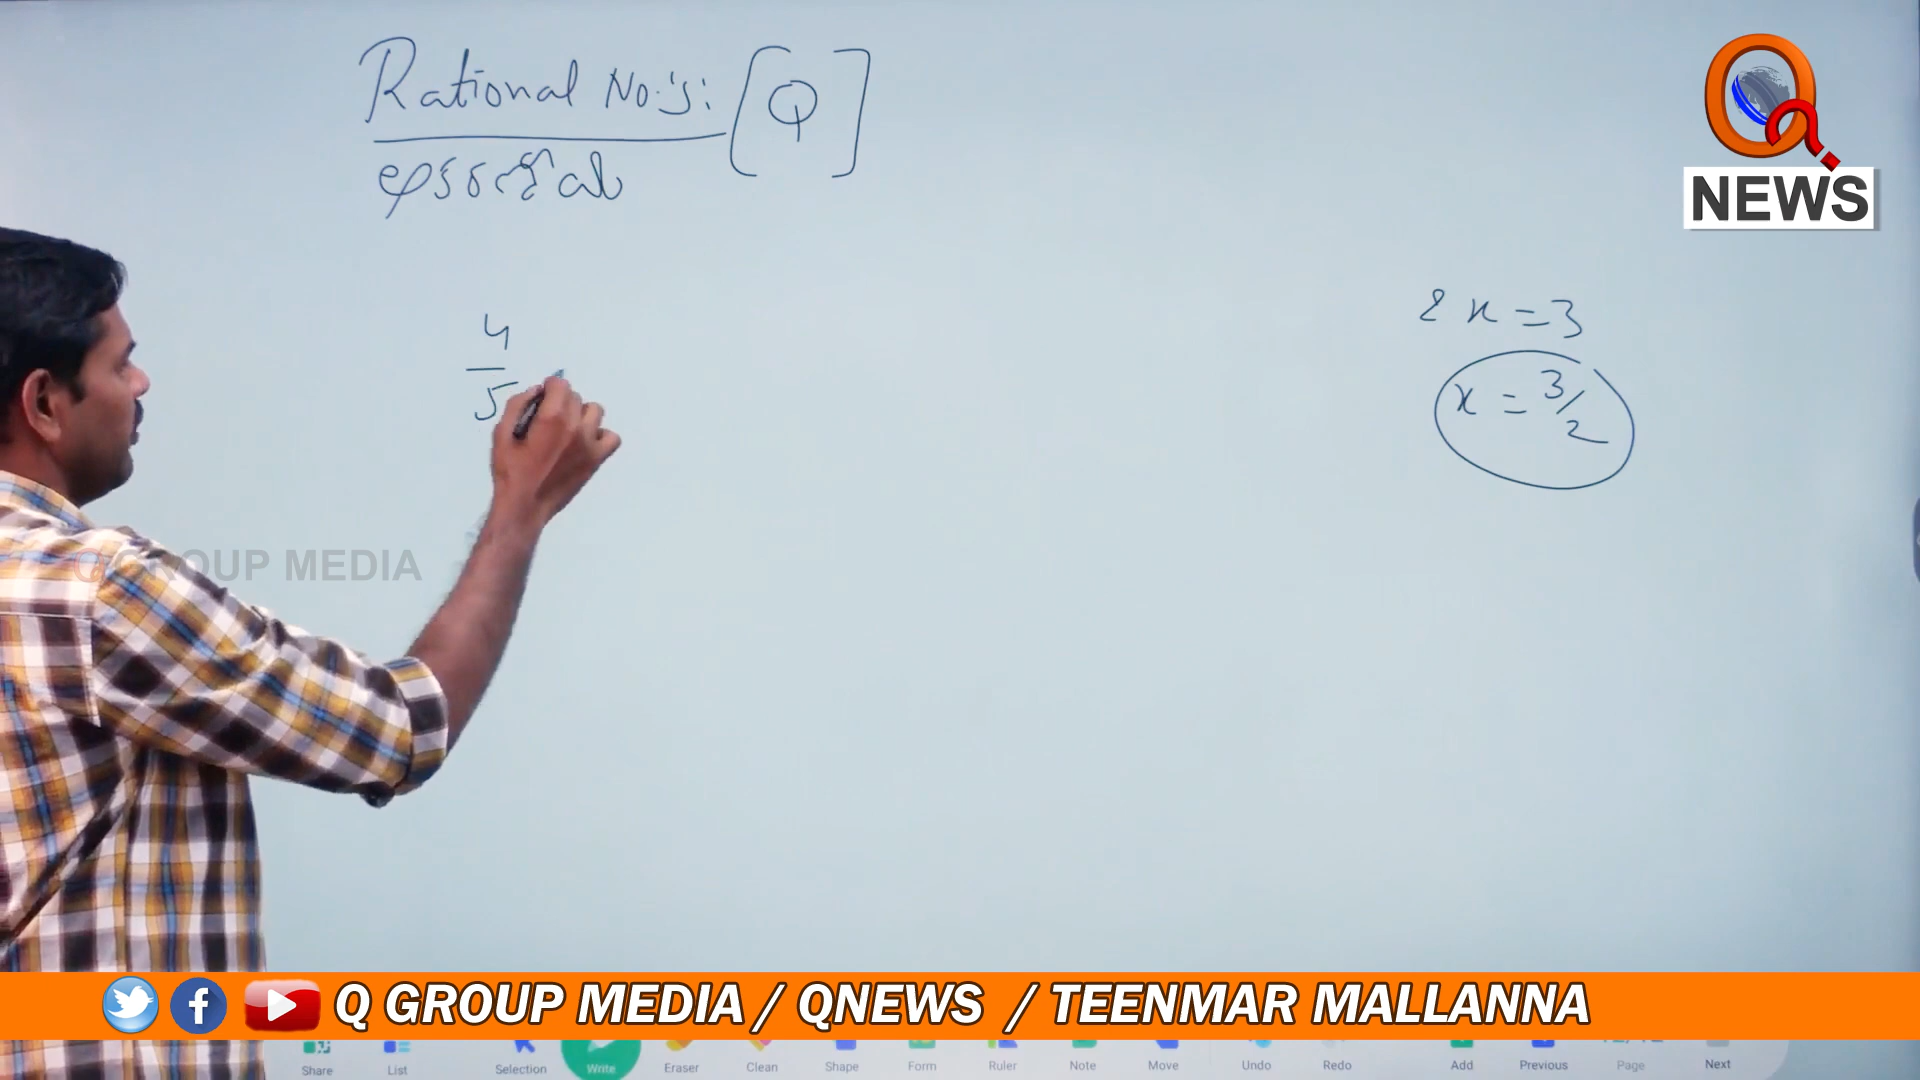 Rational No.'s: [Q]
అకరణీయ
4
5
2x = 3
x = 3/2
Q
NEWS
Q GROUP MEDIA
Q GROUP MEDIA / QNEWS / TEENMAR MALLANNA
Share List Selection Write Eraser Clean Shape Form Ruler Note Move Undo Redo Add Previous Page Next